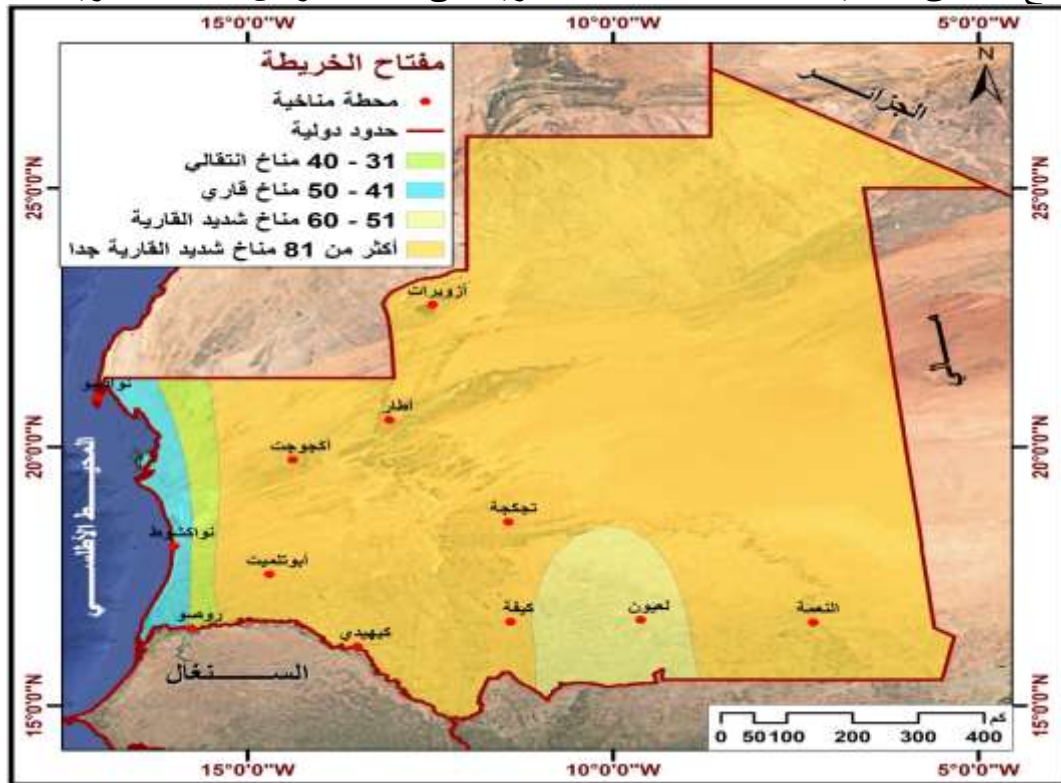 15°0'0"W 10°0'0"W 5°0'0"W
مفتاح الخريطة
محطة مناخية
حدود دولية
31 - 40 مناخ انتقالي
41 - 50 مناخ قاري
51 - 60 مناخ شديد القارية
أكثر من 81 مناخ شديد القارية جدا
N
الجزائر
25°0'0"N 25°0'0"N
أزويرات
مالي
أطار
20°0'0"N 20°0'0"N
أكجوجت
المحيط الأطلسي
تجكجة
نواكشوط
أبوتلميت
كيفة
لعيون
النعمة
روصو
كيهيدي
السنغال
15°0'0"N 15°0'0"N
كم
0 50 100 200 300 400
15°0'0"W 10°0'0"W 5°0'0"W